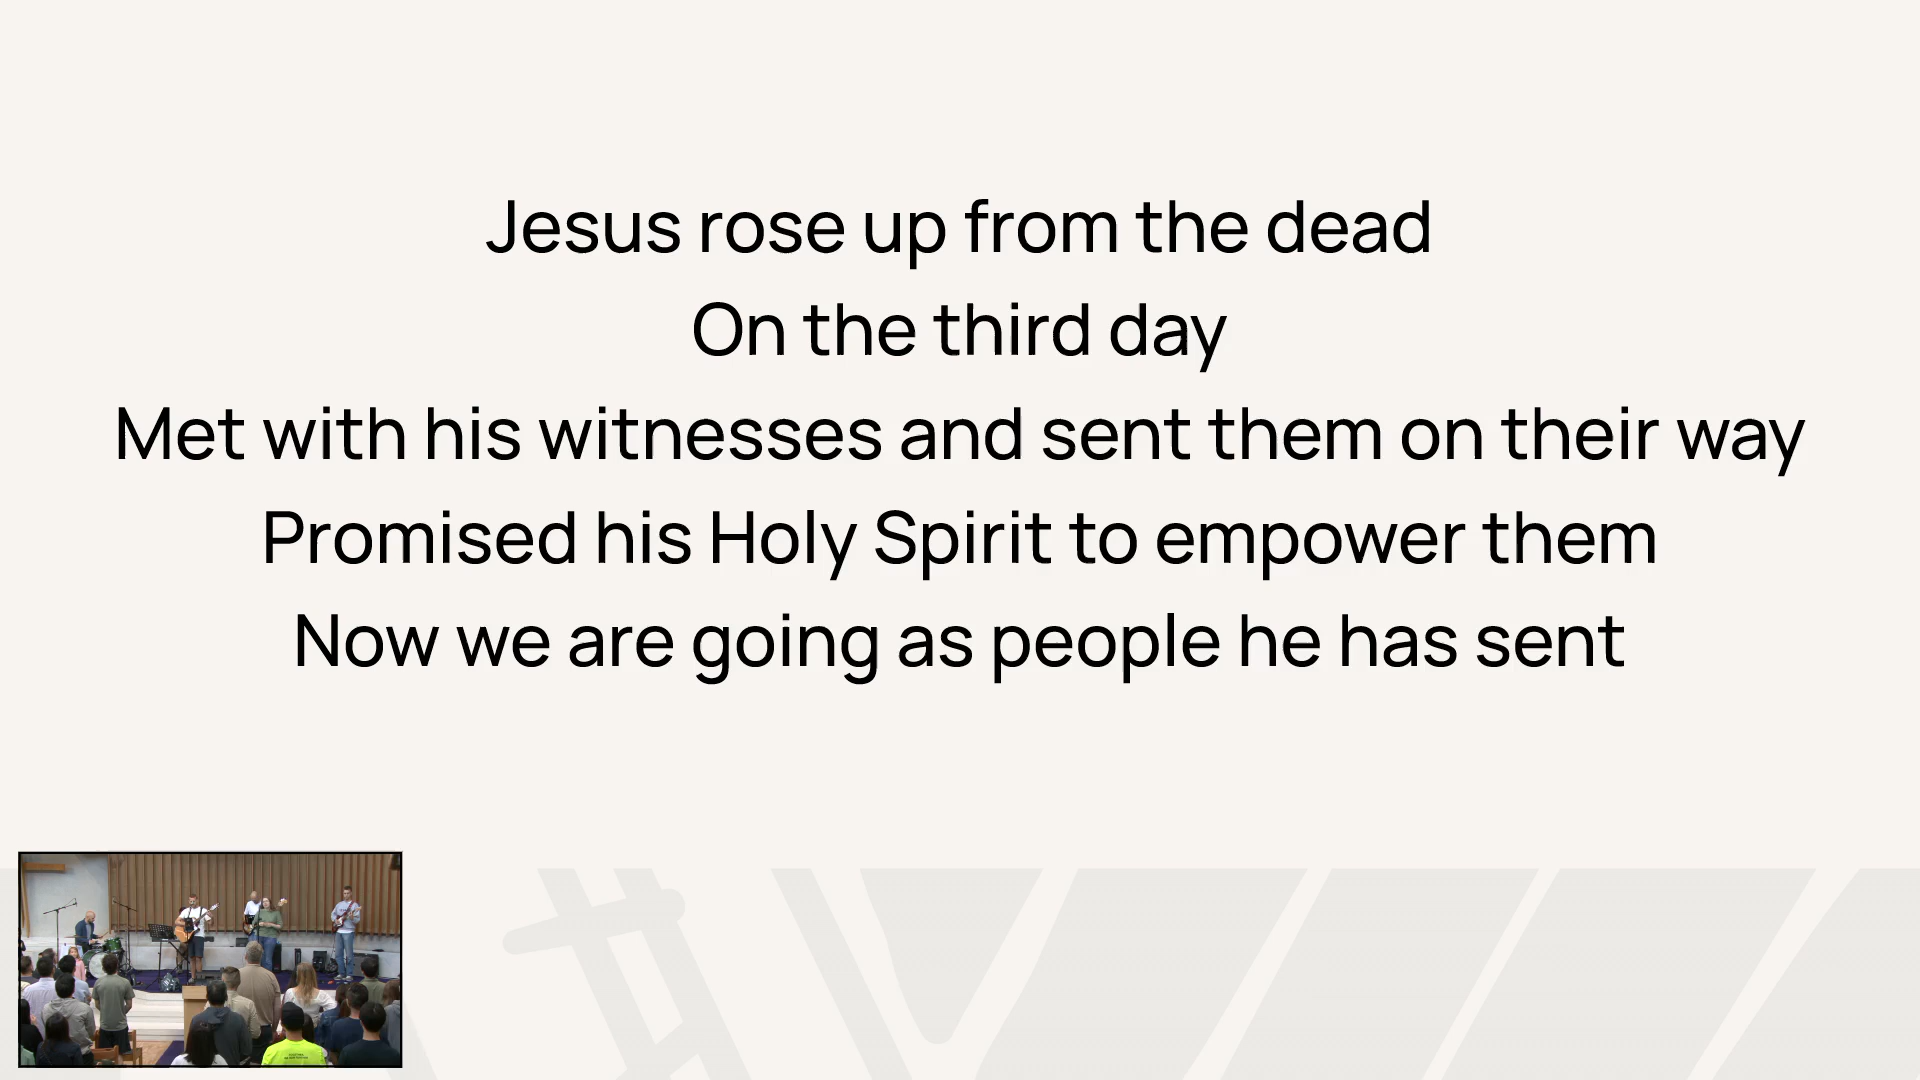 Jesus rose up from the dead
On the third day
Met with his witnesses and sent them on their way
Promised his Holy Spirit to empower them
Now we are going as people he has sent